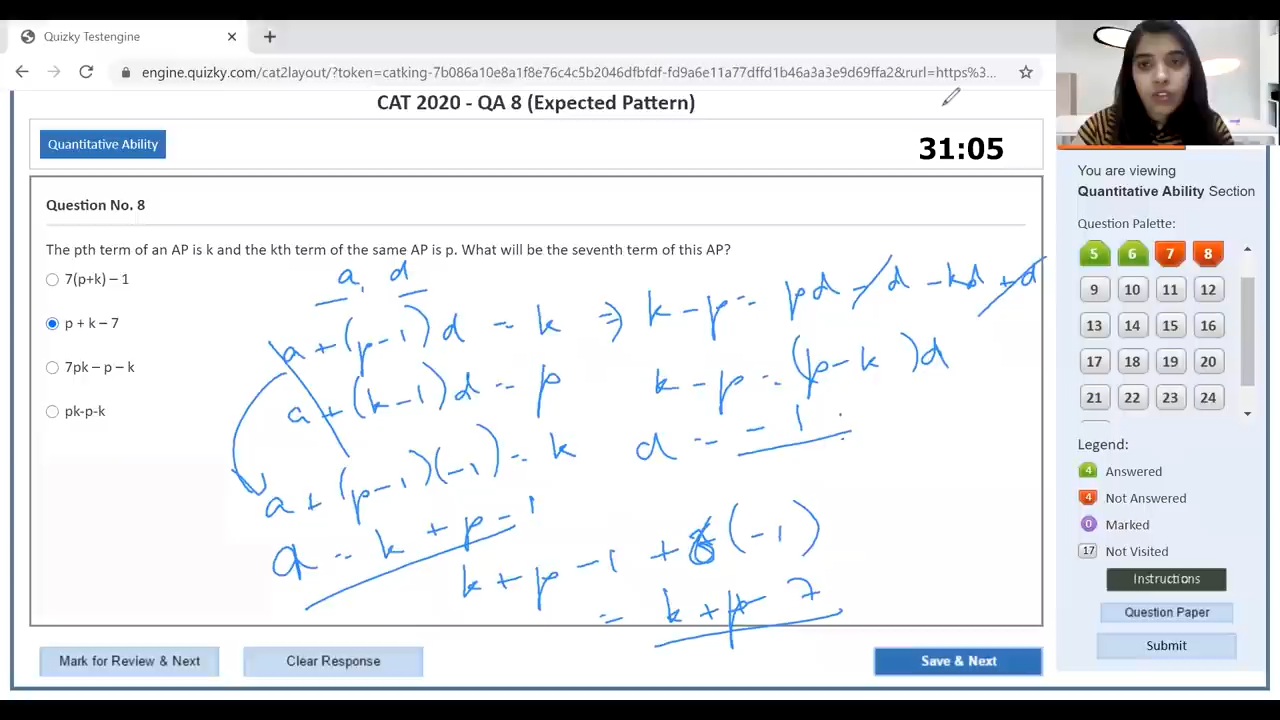 Quizky Testengine
engine.quizky.com/cat2layout/?token=catking-7b086a10e8a1f8e76c4c5b2046dfbfdf-fd9a6e11a77dffd1b46a3a3e9d69ffa2&rurl=https%3...
CAT 2020 - QA 8 (Expected Pattern)
Quantitative Ability
31:05
Question No. 8
The pth term of an AP is k and the kth term of the same AP is p. What will be the seventh term of this AP?
7(p+k) – 1
p + k – 7
7pk – p – k
pk-p-k
a, d
a + (p-1)d = k ⇒ k - p = pd - d - kd + d
a + (k-1)d = p k - p = (p-k)d
d = -1
a + (p-1)(-1) = k
a = k + p - 1
k + p - 1 + 6(-1)
= k + p - 7
Mark for Review & Next
Clear Response
Save & Next
You are viewing
Quantitative Ability Section
Question Palette:
5 6 7 8
9 10 11 12
13 14 15 16
17 18 19 20
21 22 23 24
Legend:
4 Answered
4 Not Answered
0 Marked
17 Not Visited
Instructions
Question Paper
Submit